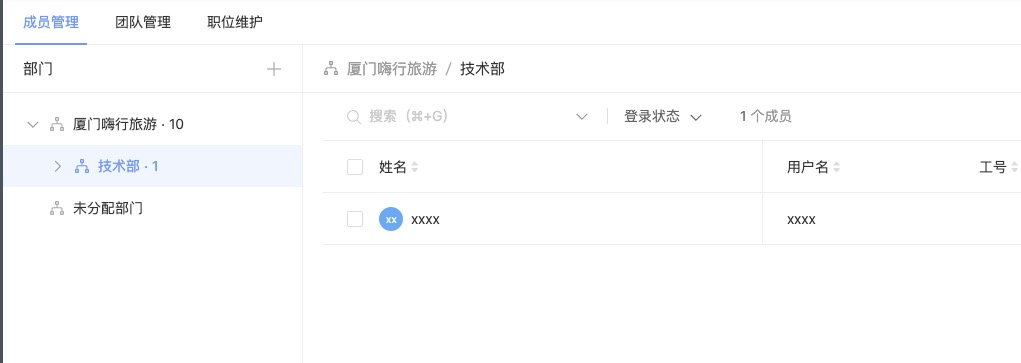 成员管理 团队管理 职位维护
部门
厦门嗨行旅游 / 技术部
厦门嗨行旅游 · 10
技术部 · 1
未分配部门
搜索（⌘+G） 登录状态 1 个成员
姓名 用户名 工号
xx xxxx xxxx